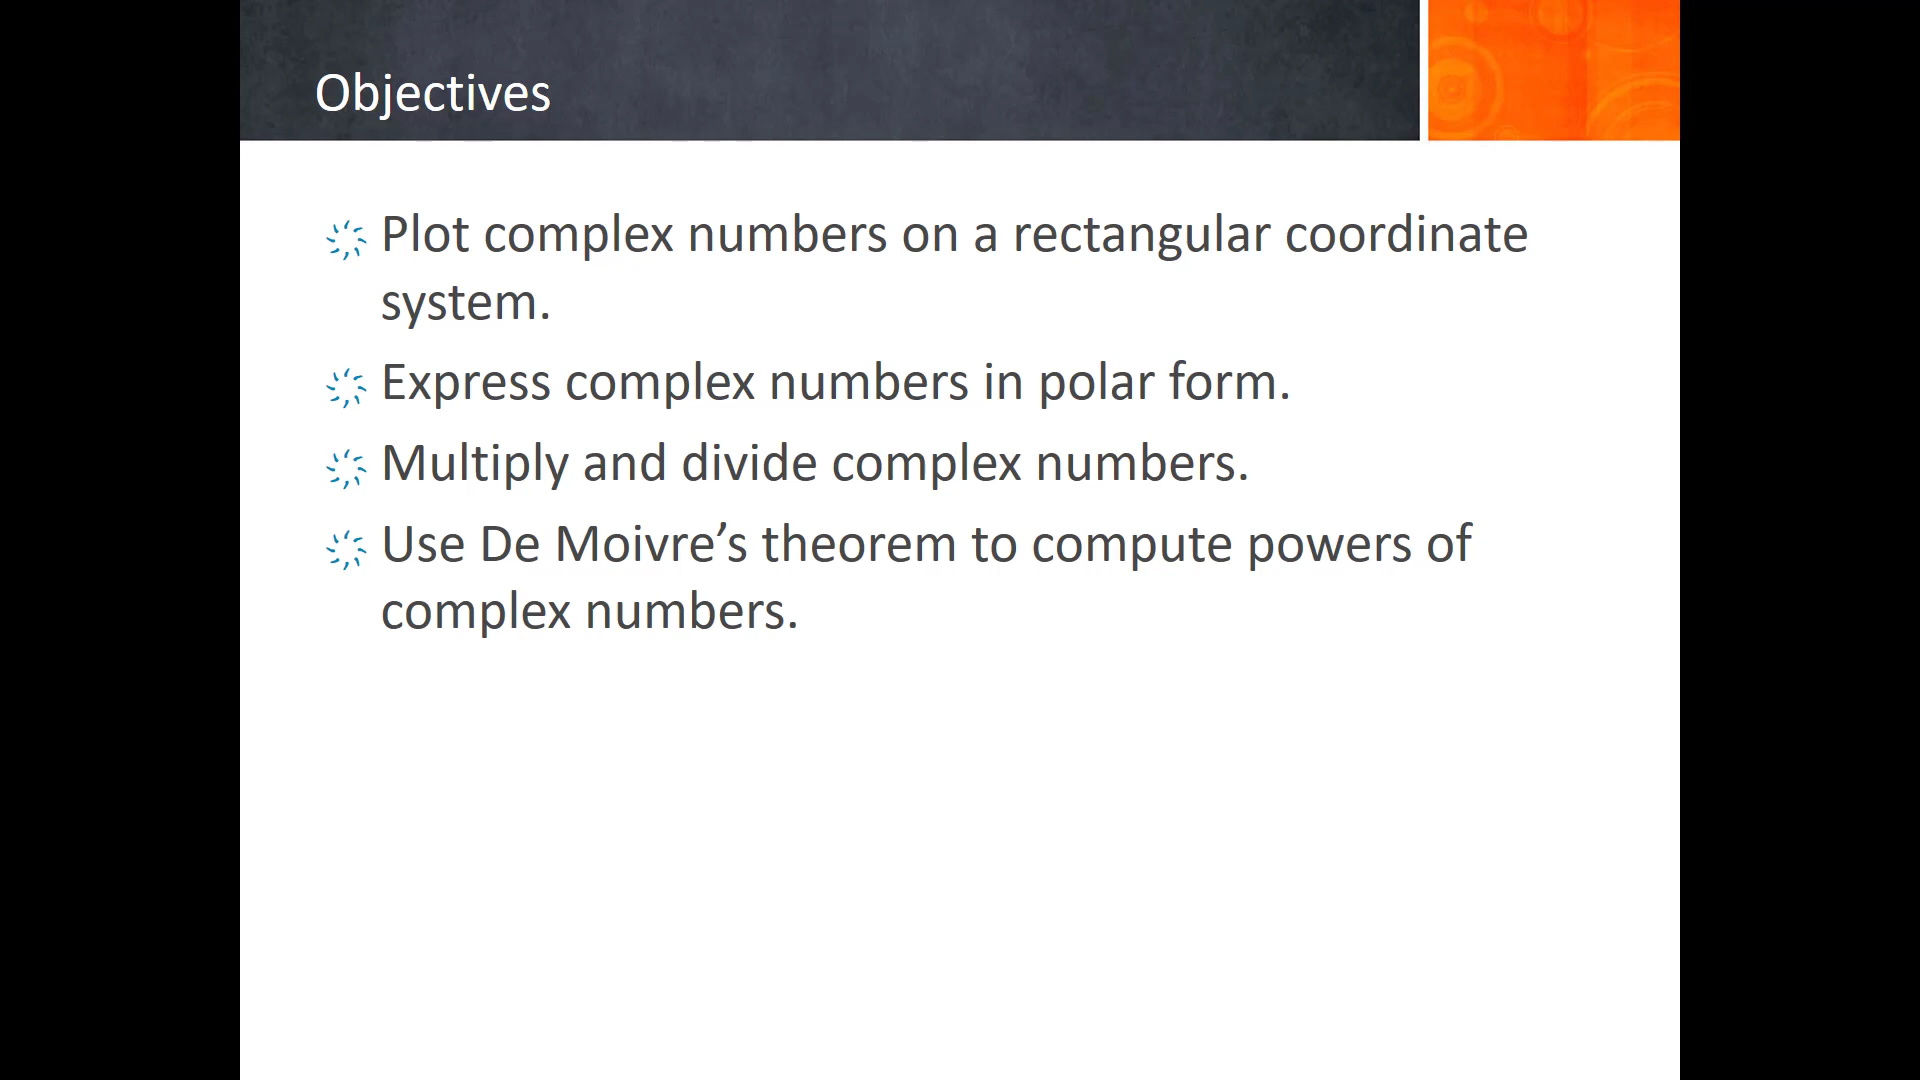 Objectives
Plot complex numbers on a rectangular coordinate
system.
Express complex numbers in polar form.
Multiply and divide complex numbers.
Use De Moivre’s theorem to compute powers of
complex numbers.